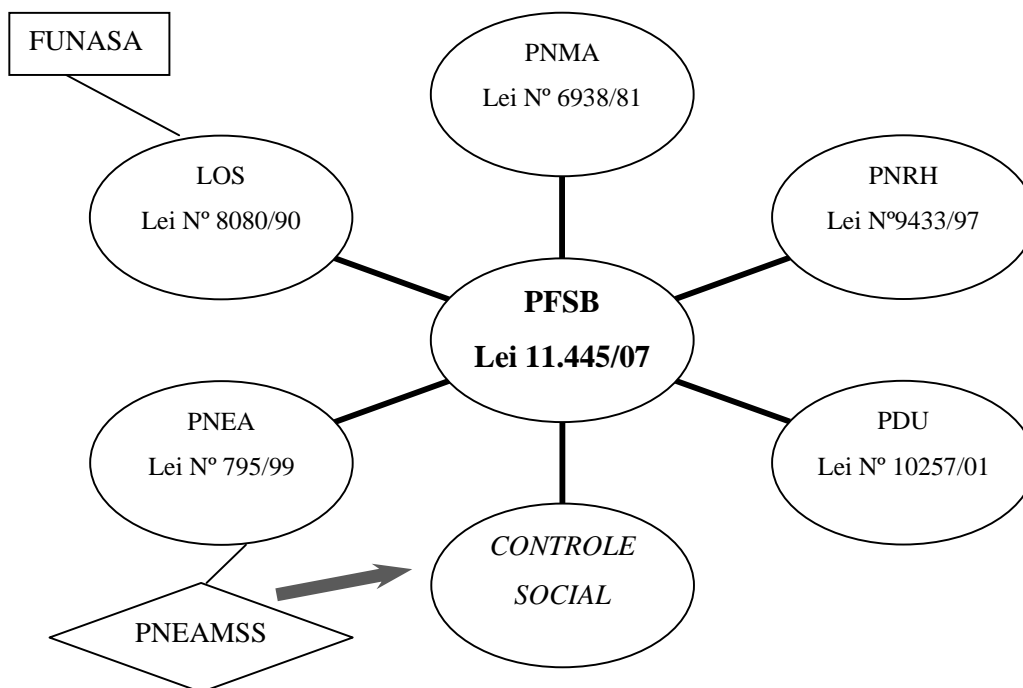 FUNASA
PNMA
Lei Nº 6938/81
LOS
Lei Nº 8080/90
PNRH
Lei Nº9433/97
PFSB
Lei 11.445/07
PNEA
Lei Nº 795/99
PDU
Lei Nº 10257/01
CONTROLE
SOCIAL
PNEAMSS